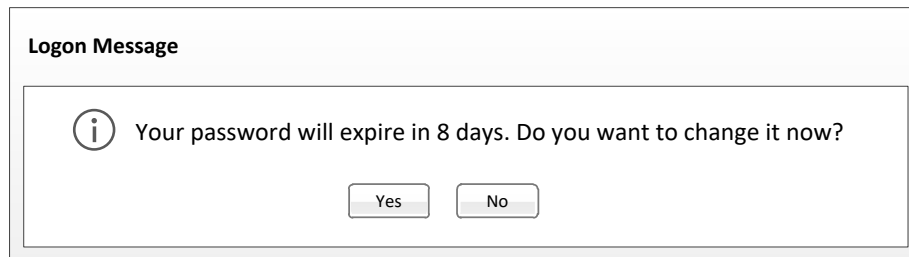 Logon Message
Your password will expire in 8 days. Do you want to change it now?
Yes No